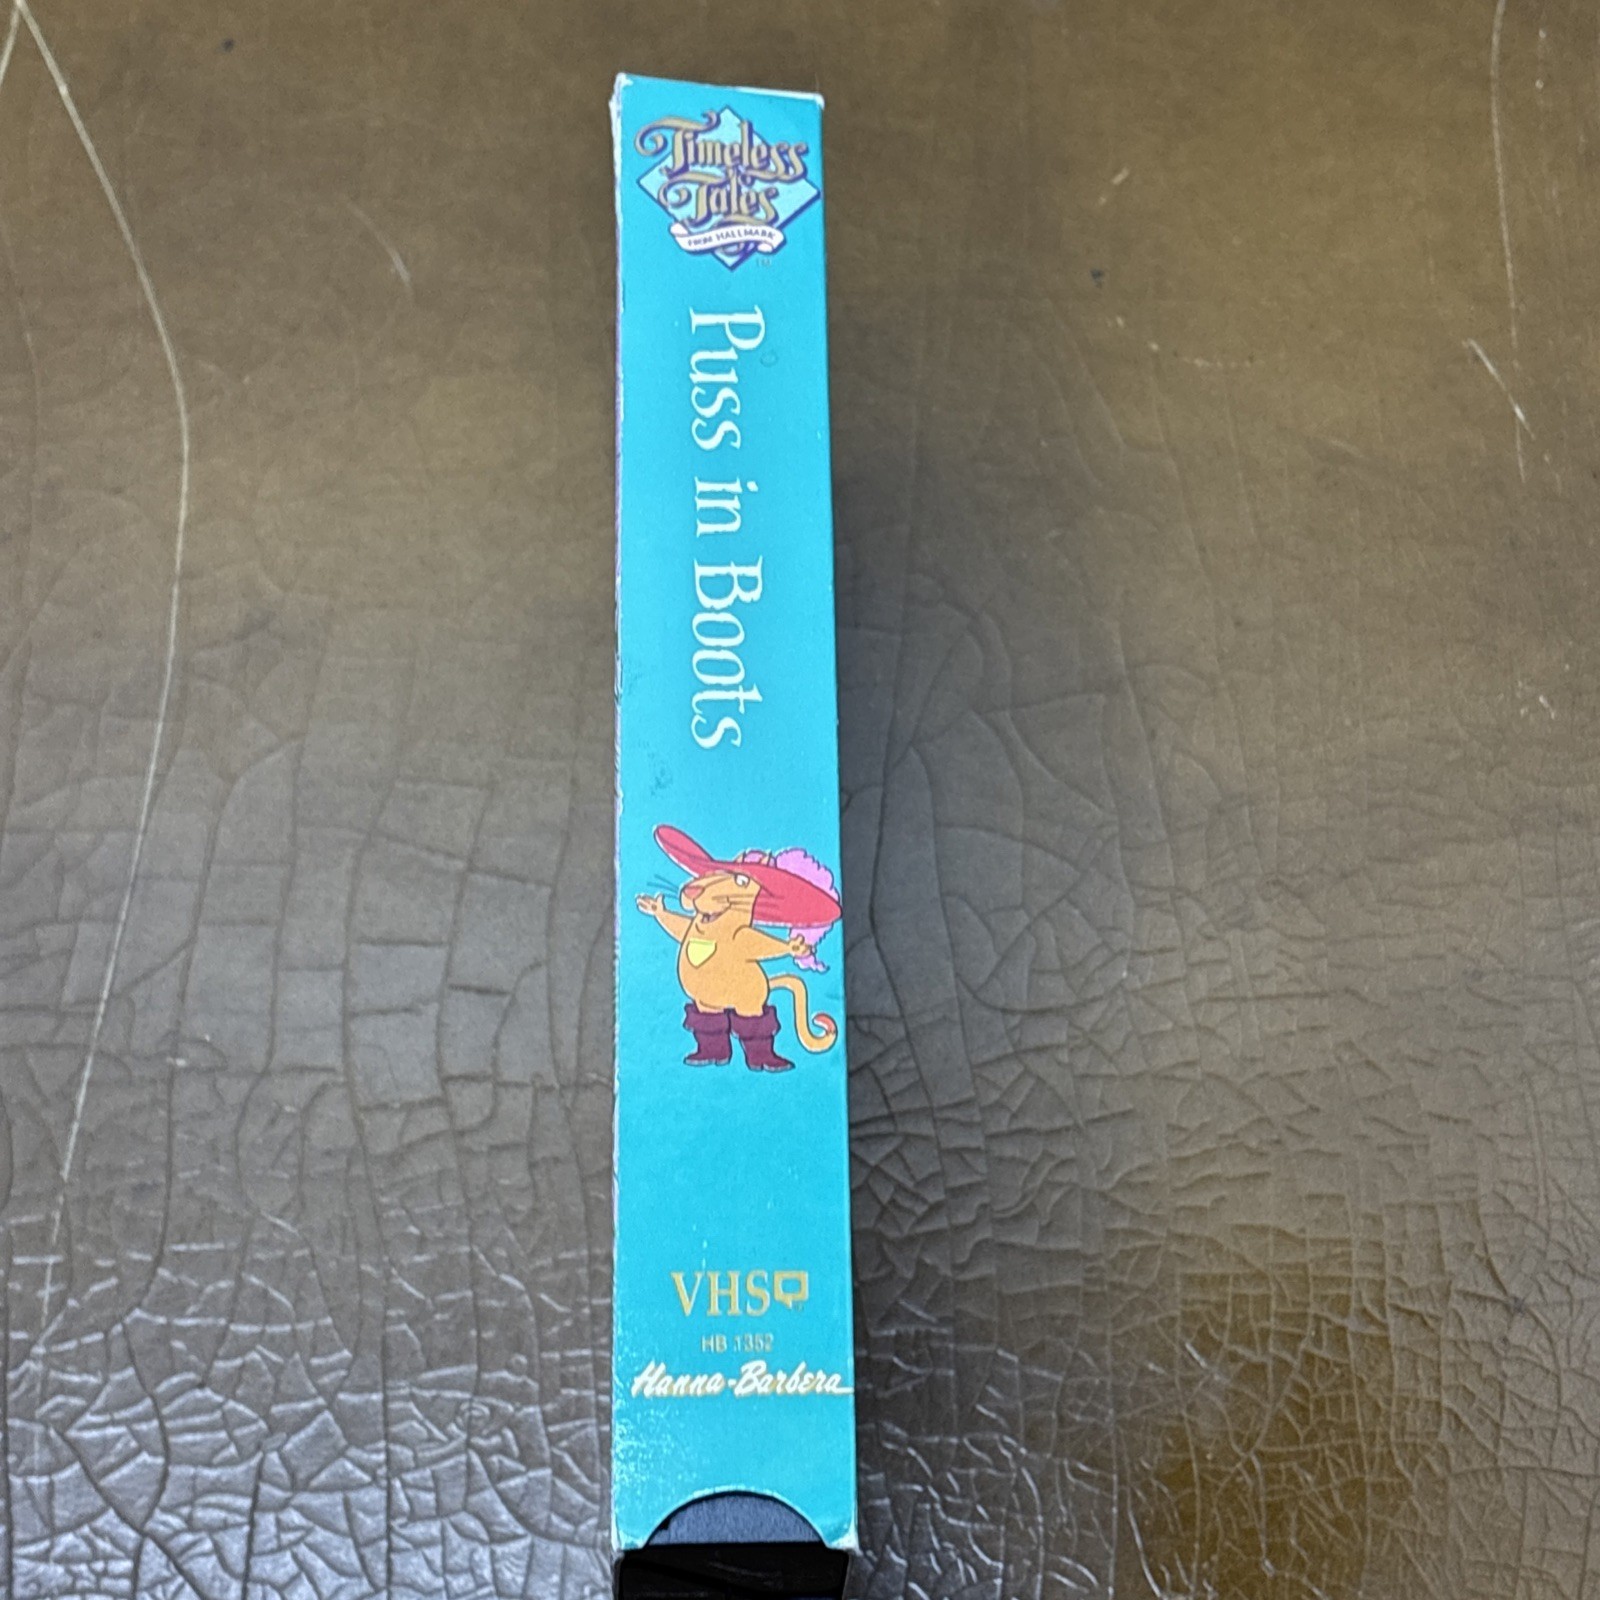 Timeless
Tales
FROM HALLMARK
TM
Puss in Boots
VHS
HB 1352
Hanna-Barbera